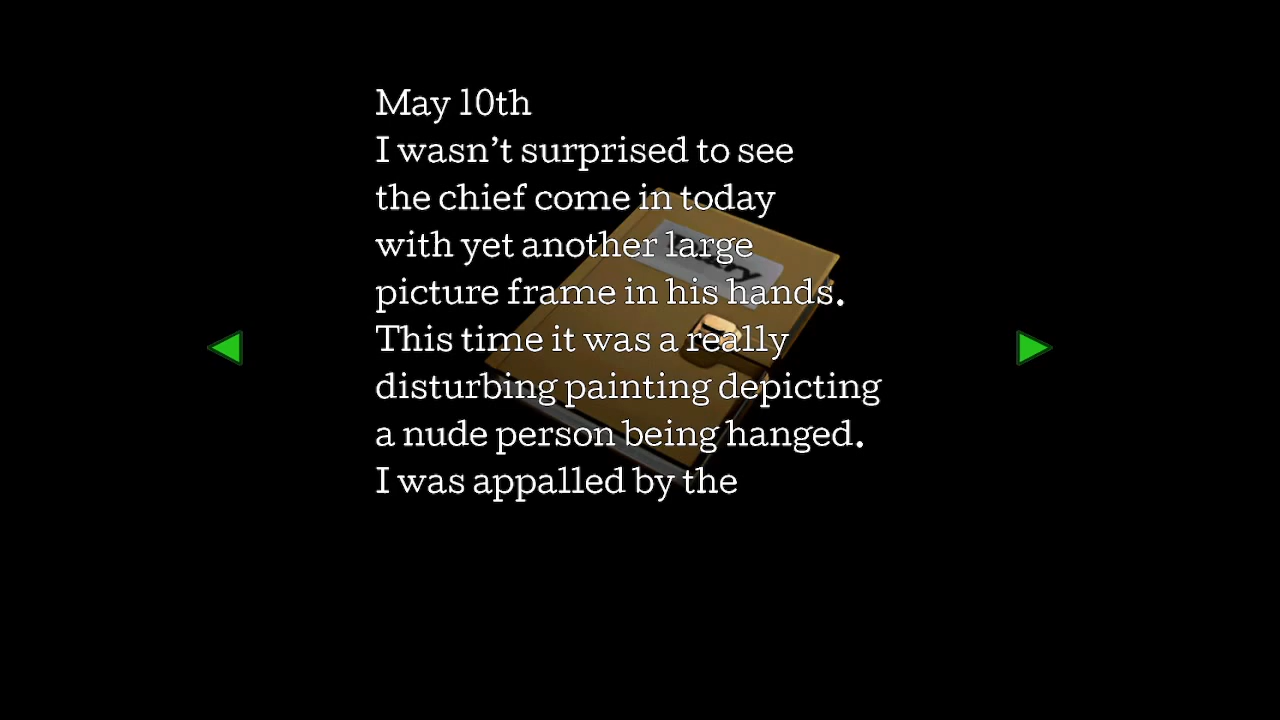 May 10th
I wasn't surprised to see
the chief come in today
with yet another large
picture frame in his hands.
This time it was a really
disturbing painting depicting
a nude person being hanged.
I was appalled by the